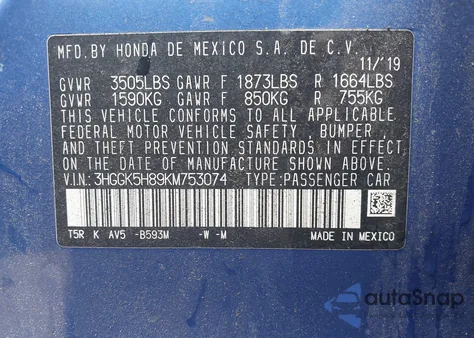 MFD.BY HONDA DE MEXICO S.A. DE C.V.
11/'19
GVWR 3505LBS GAWR F 1873LBS R 1664LBS
GVWR 1590KG GAWR F 850KG R 755KG
THIS VEHICLE CONFORMS TO ALL APPLICABLE
FEDERAL MOTOR VEHICLE SAFETY , BUMPER ,
AND THEFT PREVENTION STANDARDS IN EFFECT ON THE
DATE OF MANUFACTURE SHOWN ABOVE.
V.I.N.: 3HGGK5H89KM753074 TYPE:PASSENGER CAR
T5R K AV5 -B593M -W -M MADE IN MEXICO
autoSnap